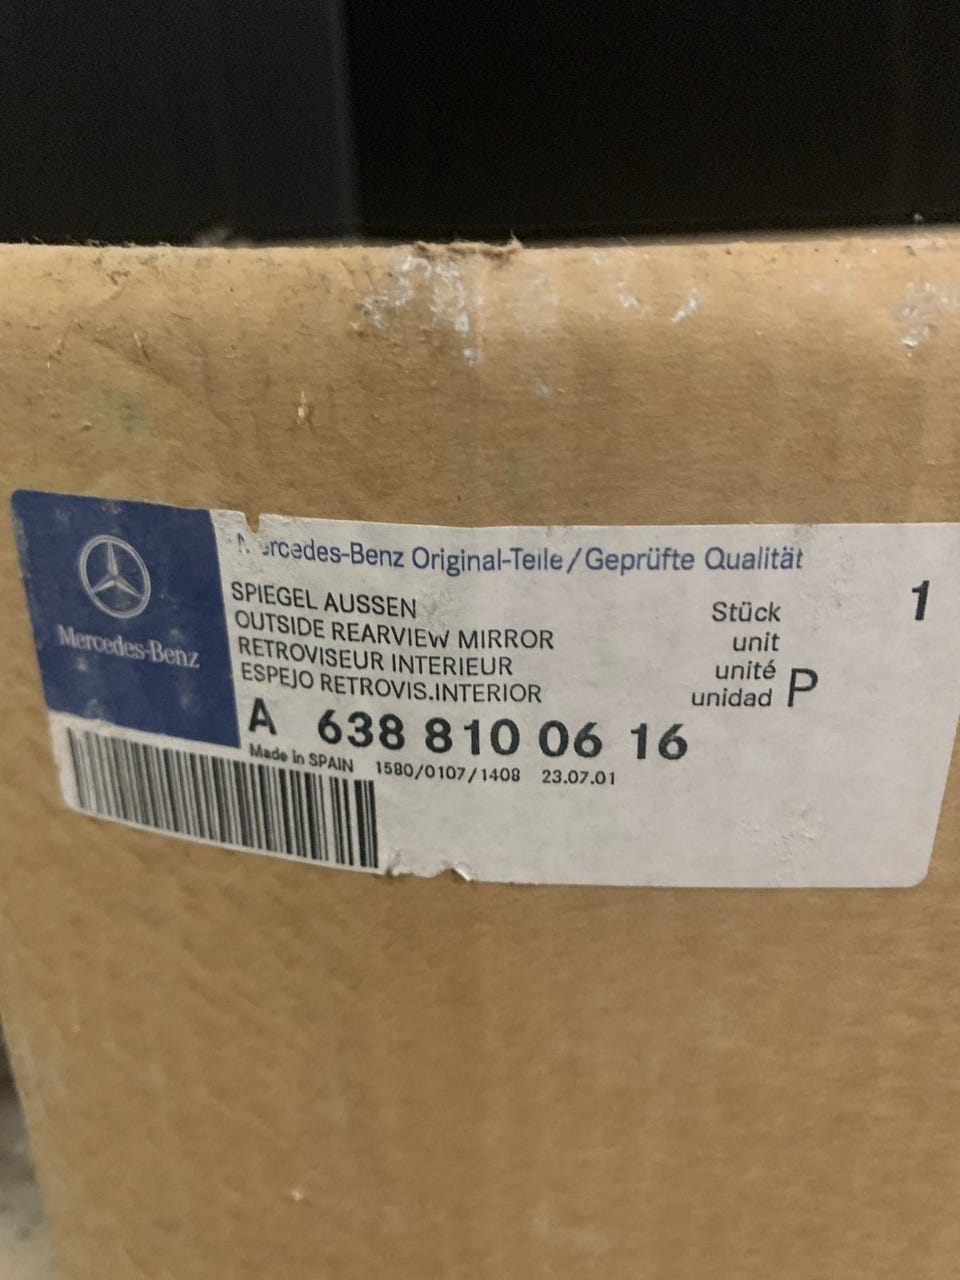 Mercedes-Benz
Mercedes-Benz Original-Teile/Geprüfte Qualität
SPIEGEL AUSSEN
OUTSIDE REARVIEW MIRROR
RETROVISEUR INTERIEUR
ESPEJO RETROVIS.INTERIOR
Stück
unit
unité
unidad P
1
A 638 810 06 16
Made in SPAIN 1580/0107/1408 23.07.01